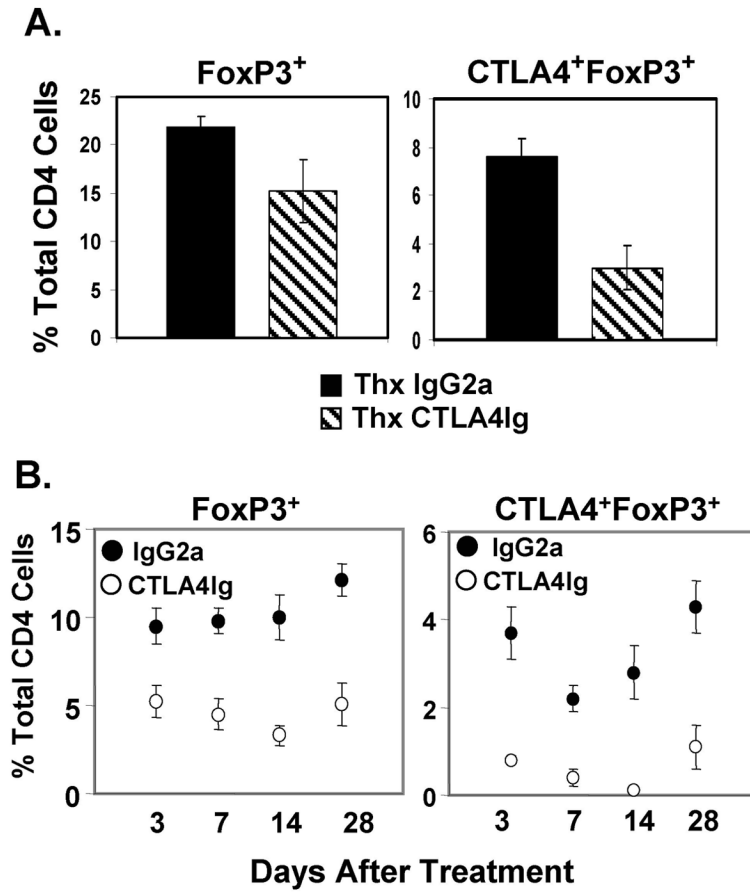 A.
FoxP3⁺
CTLA4⁺FoxP3⁺
% Total CD4 Cells
25
20
15
10
5
0
10
8
6
4
2
0
Thx IgG2a
Thx CTLA4Ig
B.
FoxP3⁺
CTLA4⁺FoxP3⁺
% Total CD4 Cells
15
10
5
0
IgG2a
CTLA4Ig
3 7 14 28
6
4
2
0
IgG2a
CTLA4Ig
3 7 14 28
Days After Treatment